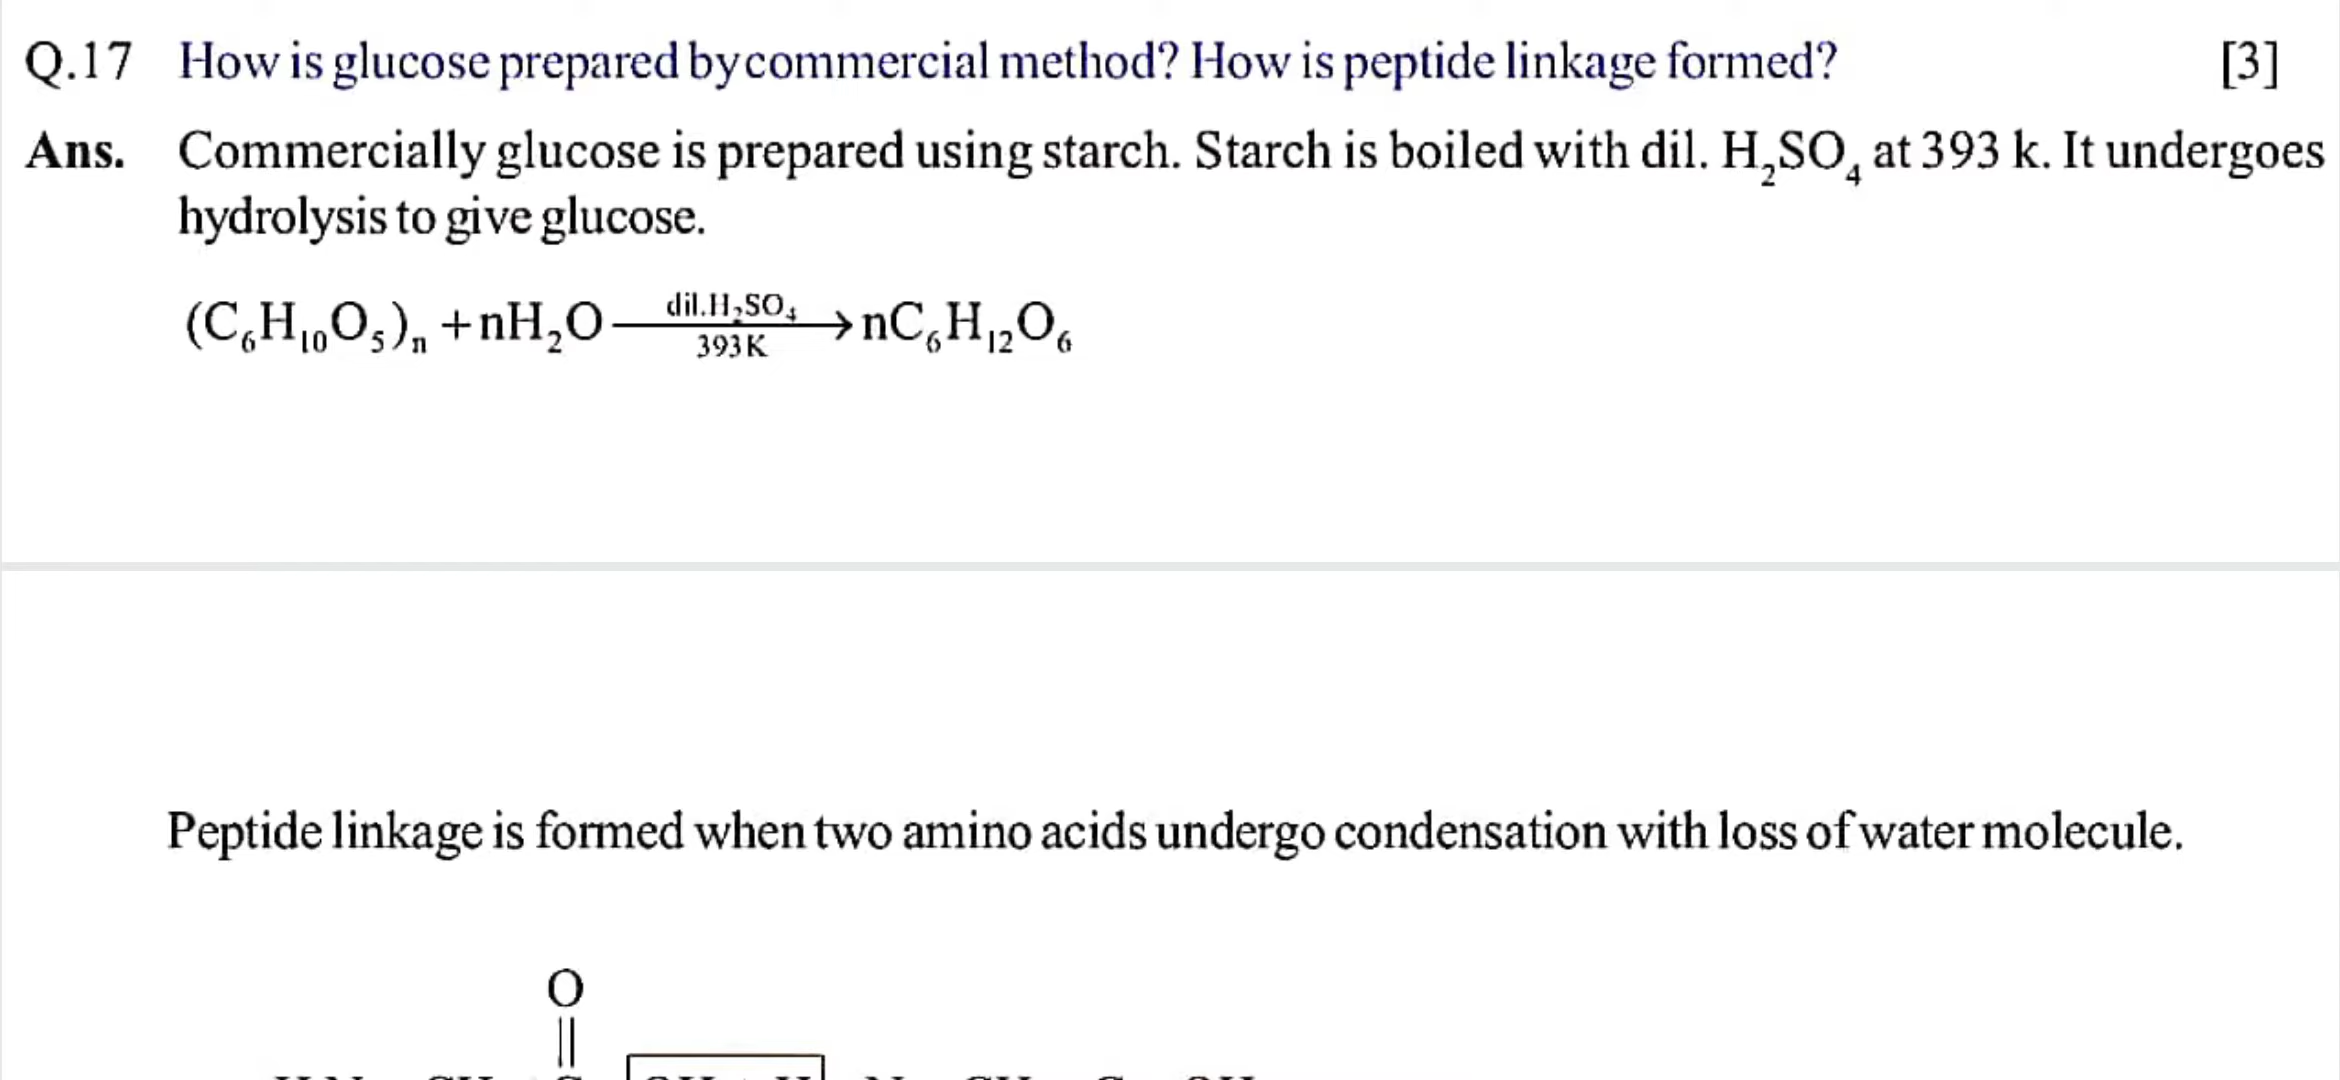 Q.17 How is glucose prepared by commercial method? How is peptide linkage formed? [3]
Ans. Commercially glucose is prepared using starch. Starch is boiled with dil. H₂SO₄ at 393 k. It undergoes
hydrolysis to give glucose.
(C₆H₁₀O₅)ₙ + nH₂O —dil.H₂SO₄/393K→ nC₆H₁₂O₆
Peptide linkage is formed when two amino acids undergo condensation with loss of water molecule.
O
||